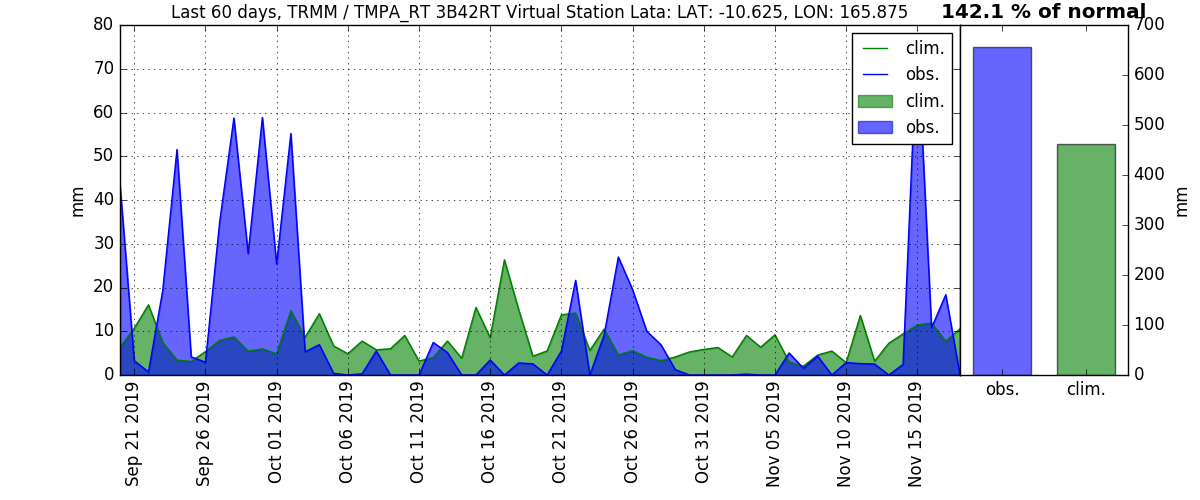 Last 60 days, TRMM / TMPA_RT 3B42RT Virtual Station Lata: LAT: -10.625, LON: 165.875
142.1 % of normal
80
70
60
50
40
30
20
10
0
mm
clim.
obs.
clim.
obs.
Sep 21 2019
Sep 26 2019
Oct 01 2019
Oct 06 2019
Oct 11 2019
Oct 16 2019
Oct 21 2019
Oct 26 2019
Oct 31 2019
Nov 05 2019
Nov 10 2019
Nov 15 2019
700
600
500
400
300
200
100
0
mm
obs.
clim.